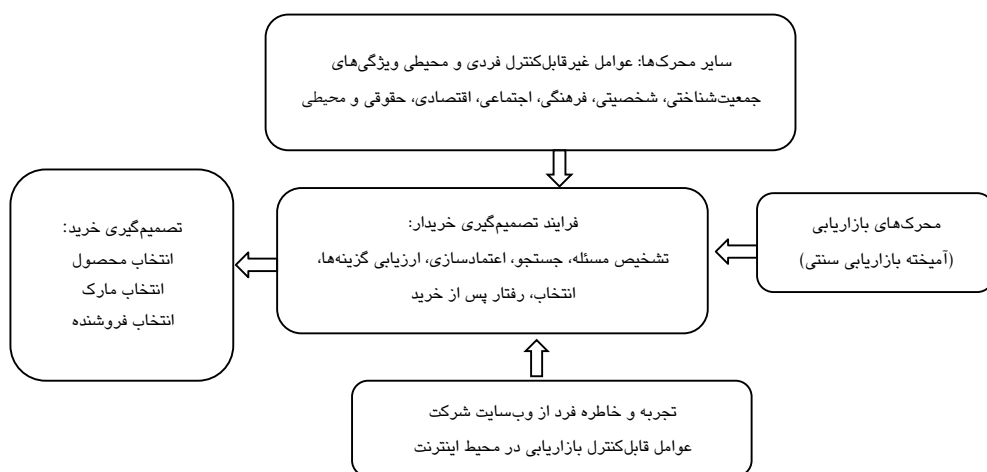 سایر محرک‌ها: عوامل غیرقابل‌کنترل فردی و محیطی ویژگی‌های
جمعیت‌شناختی، شخصیتی، فرهنگی، اجتماعی، اقتصادی، حقوقی و محیطی
محرک‌های بازاریابی
(آمیخته بازاریابی سنتی)
فرایند تصمیم‌گیری خریدار:
تشخیص مسئله، جستجو، اعتمادسازی، ارزیابی گزینه‌ها،
انتخاب، رفتار پس از خرید
تصمیم‌گیری خرید:
انتخاب محصول
انتخاب مارک
انتخاب فروشنده
تجربه و خاطره فرد از وب‌سایت شرکت
عوامل قابل‌کنترل بازاریابی در محیط اینترنت